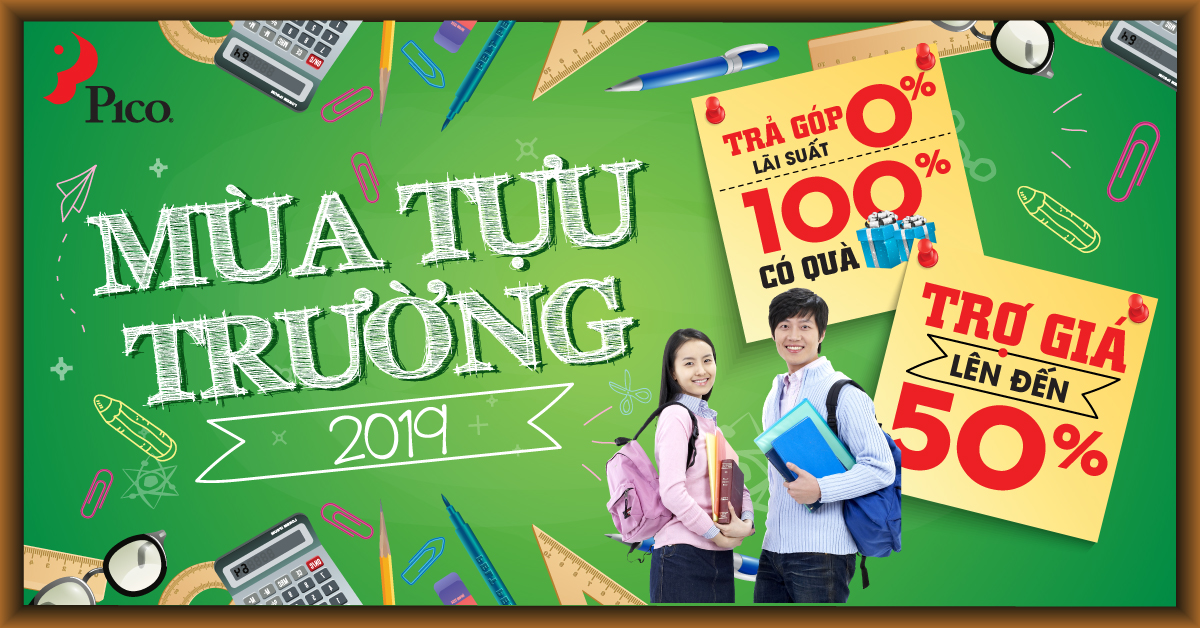 Pico®
MÙA TỰU
TRƯỜNG
2019
TRẢ GÓP 0%
LÃI SUẤT
100%
CÓ QUÀ
TRỢ GIÁ
LÊN ĐẾN
50%